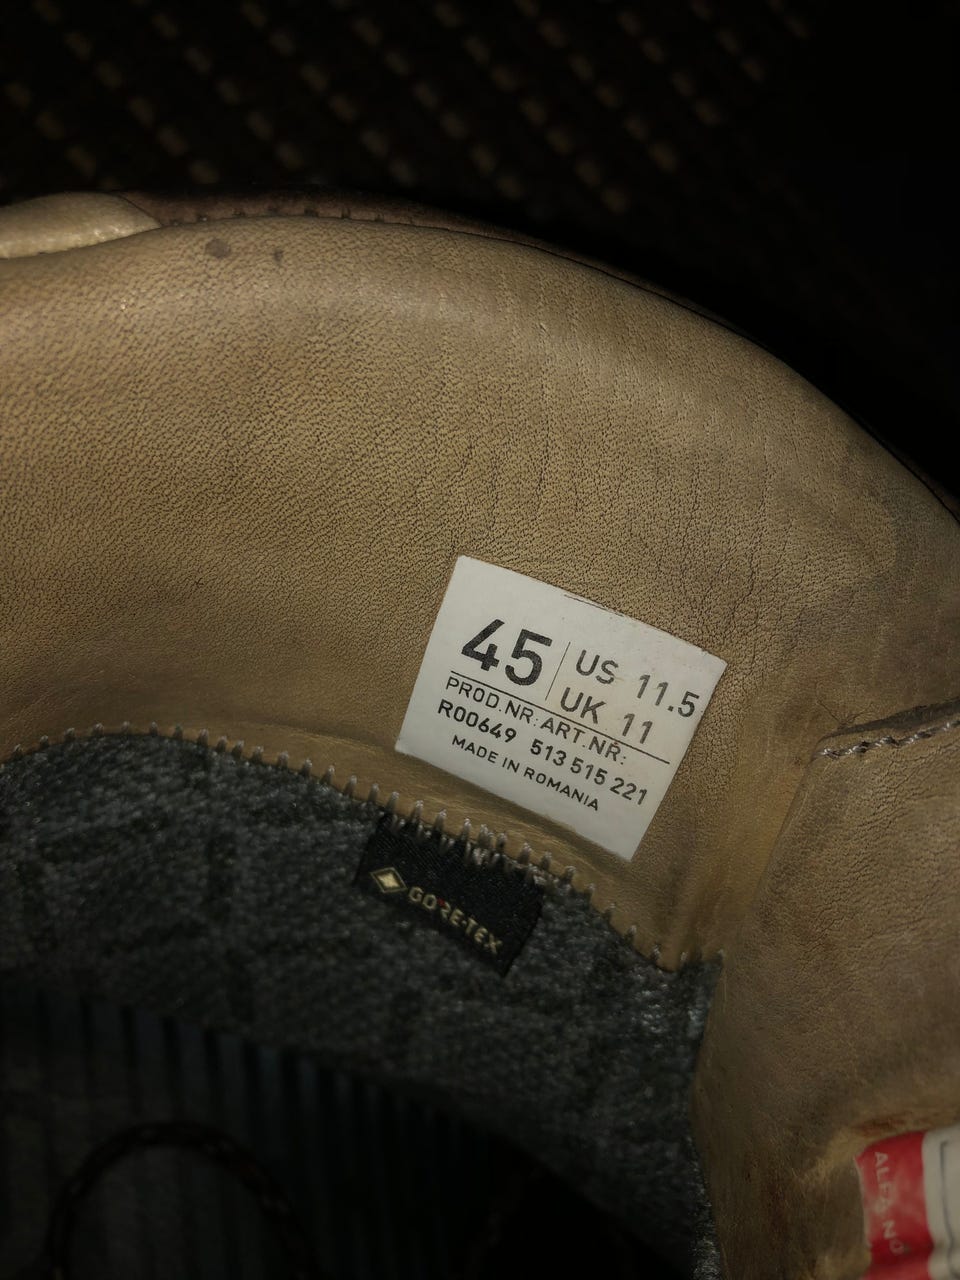 45
US 11.5
UK 11
PROD.NR: ART.NR:
R00649 513 515 221
MADE IN ROMANIA
GORE-TEX